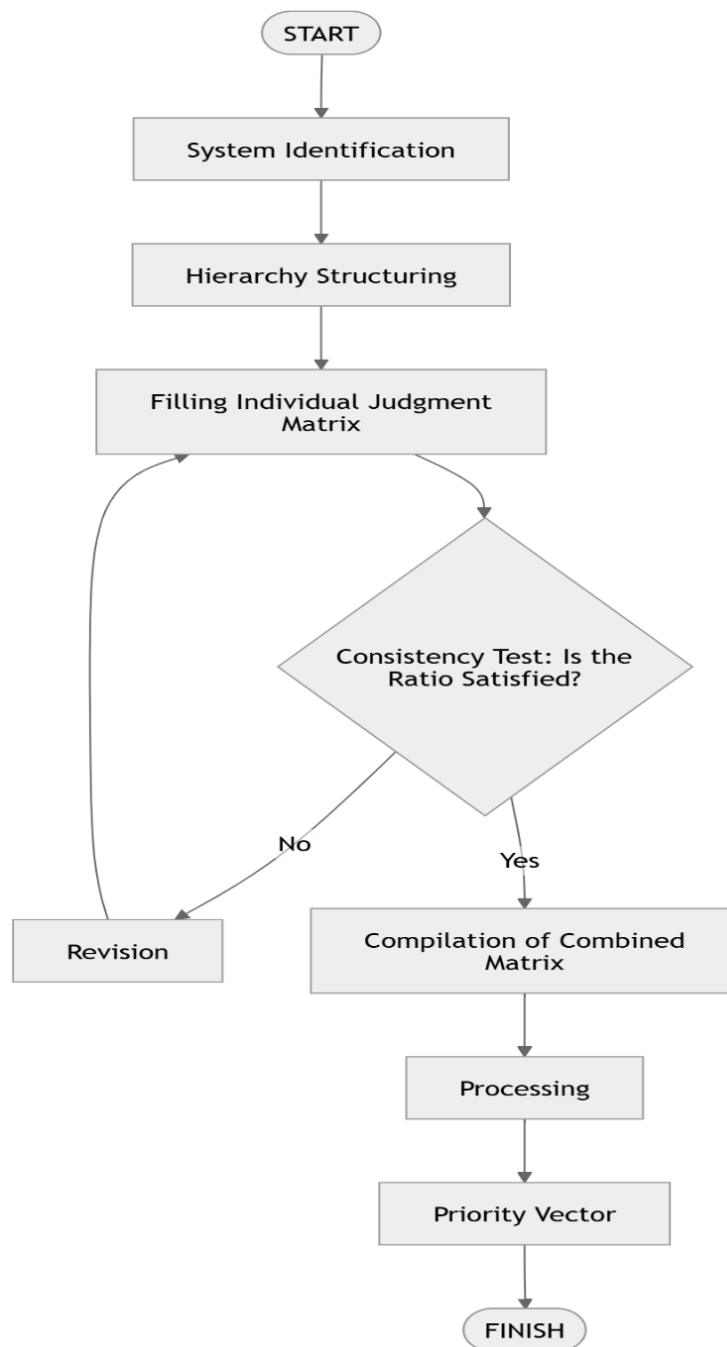 START
System Identification
Hierarchy Structuring
Filling Individual Judgment
Matrix
Consistency Test: Is the
Ratio Satisfied?
No
Yes
Revision
Compilation of Combined
Matrix
Processing
Priority Vector
FINISH